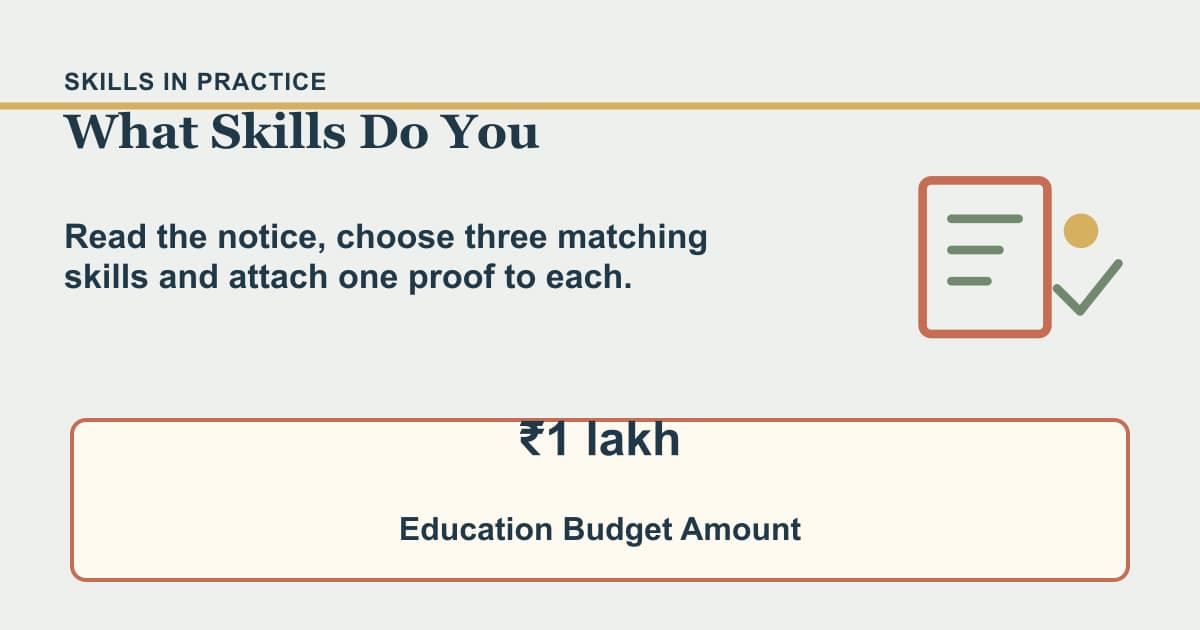 SKILLS IN PRACTICE
What Skills Do You
Read the notice, choose three matching
skills and attach one proof to each.
₹1 lakh
Education Budget Amount